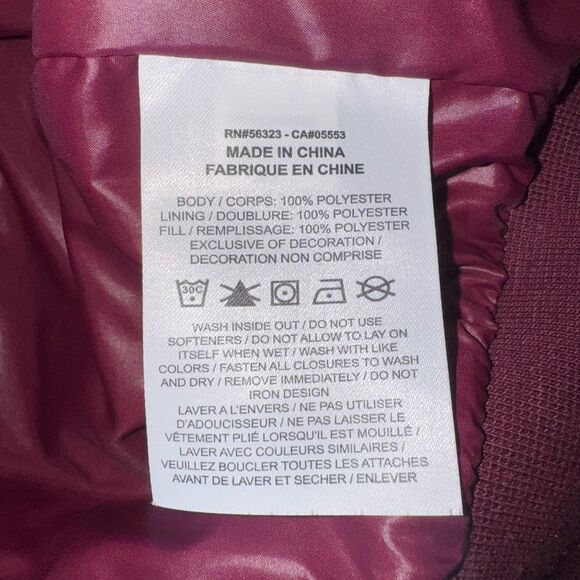 RN#56323 - CA#05553
MADE IN CHINA
FABRIQUE EN CHINE
BODY / CORPS: 100% POLYESTER
LINING / DOUBLURE: 100% POLYESTER
FILL / REMPLISSAGE: 100% POLYESTER
EXCLUSIVE OF DECORATION /
DECORATION NON COMPRISE
30C
WASH INSIDE OUT / DO NOT USE
SOFTENERS / DO NOT ALLOW TO LAY ON
ITSELF WHEN WET / WASH WITH LIKE
COLORS / FASTEN ALL CLOSURES TO WASH
AND DRY / REMOVE IMMEDIATELY / DO NOT
IRON DESIGN
LAVER A L'ENVERS / NE PAS UTILISER
D'ADOUCISSEUR / NE PAS LAISSER LE
VÊTEMENT PLIÉ LORSQU'IL EST MOUILLÉ /
LAVER AVEC COULEURS SIMILAIRES /
VEUILLEZ BOUCLER TOUTES LES ATTACHES
AVANT DE LAVER ET SECHER / ENLEVER